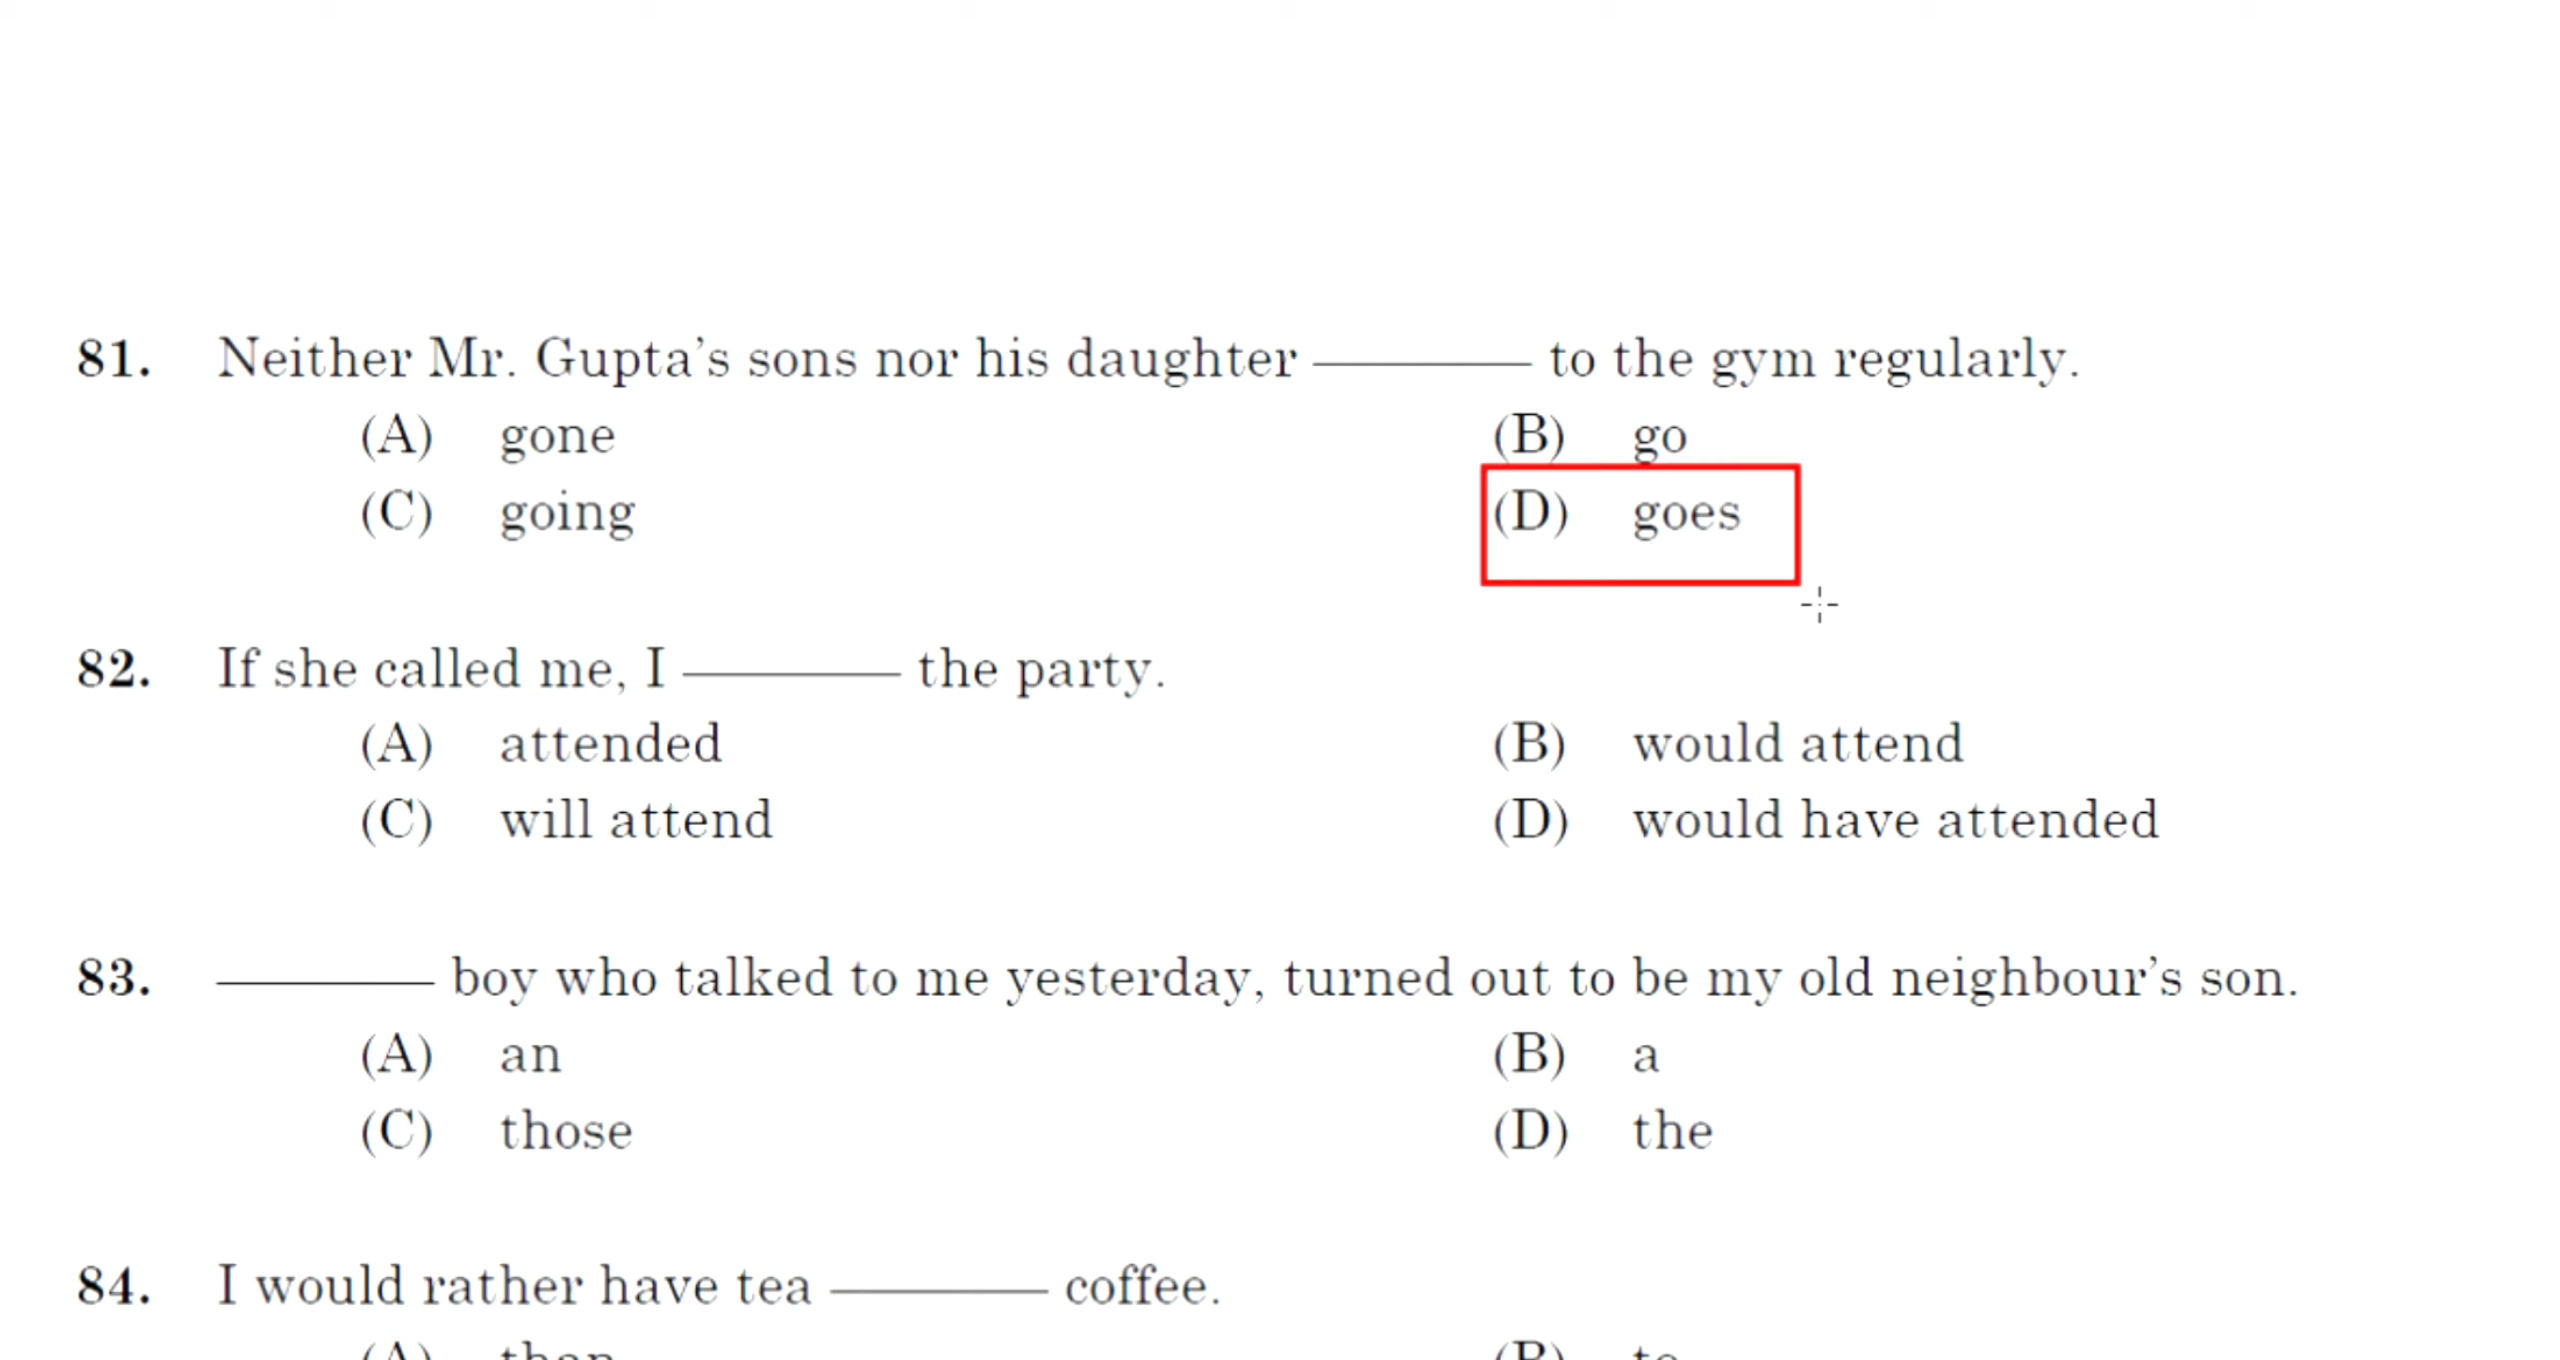 81. Neither Mr. Gupta’s sons nor his daughter ———— to the gym regularly.
(A) gone (B) go
(C) going (D) goes
82. If she called me, I ———— the party.
(A) attended (B) would attend
(C) will attend (D) would have attended
83. ———— boy who talked to me yesterday, turned out to be my old neighbour’s son.
(A) an (B) a
(C) those (D) the
84. I would rather have tea ———— coffee.
(A) than (B) to